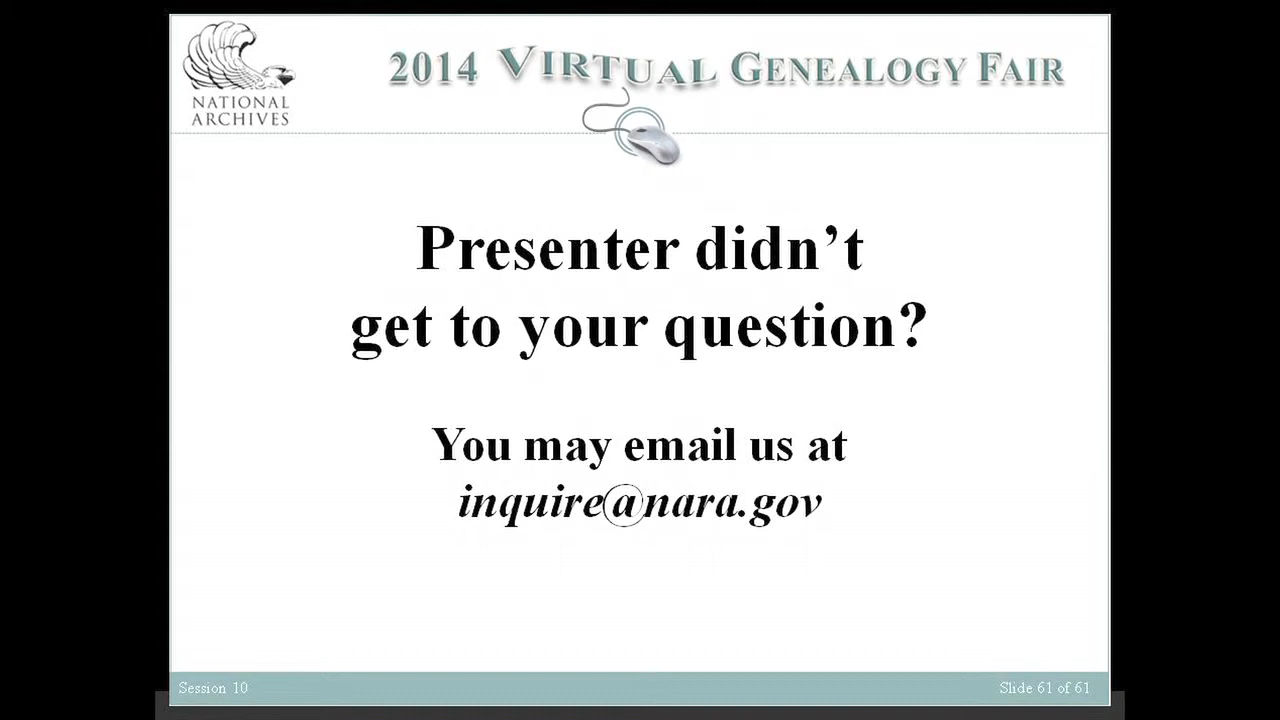 NATIONAL
ARCHIVES
2014 VIRTUAL GENEALOGY FAIR
Presenter didn’t
get to your question?
You may email us at
inquire@nara.gov
Session 10
Slide 61 of 61